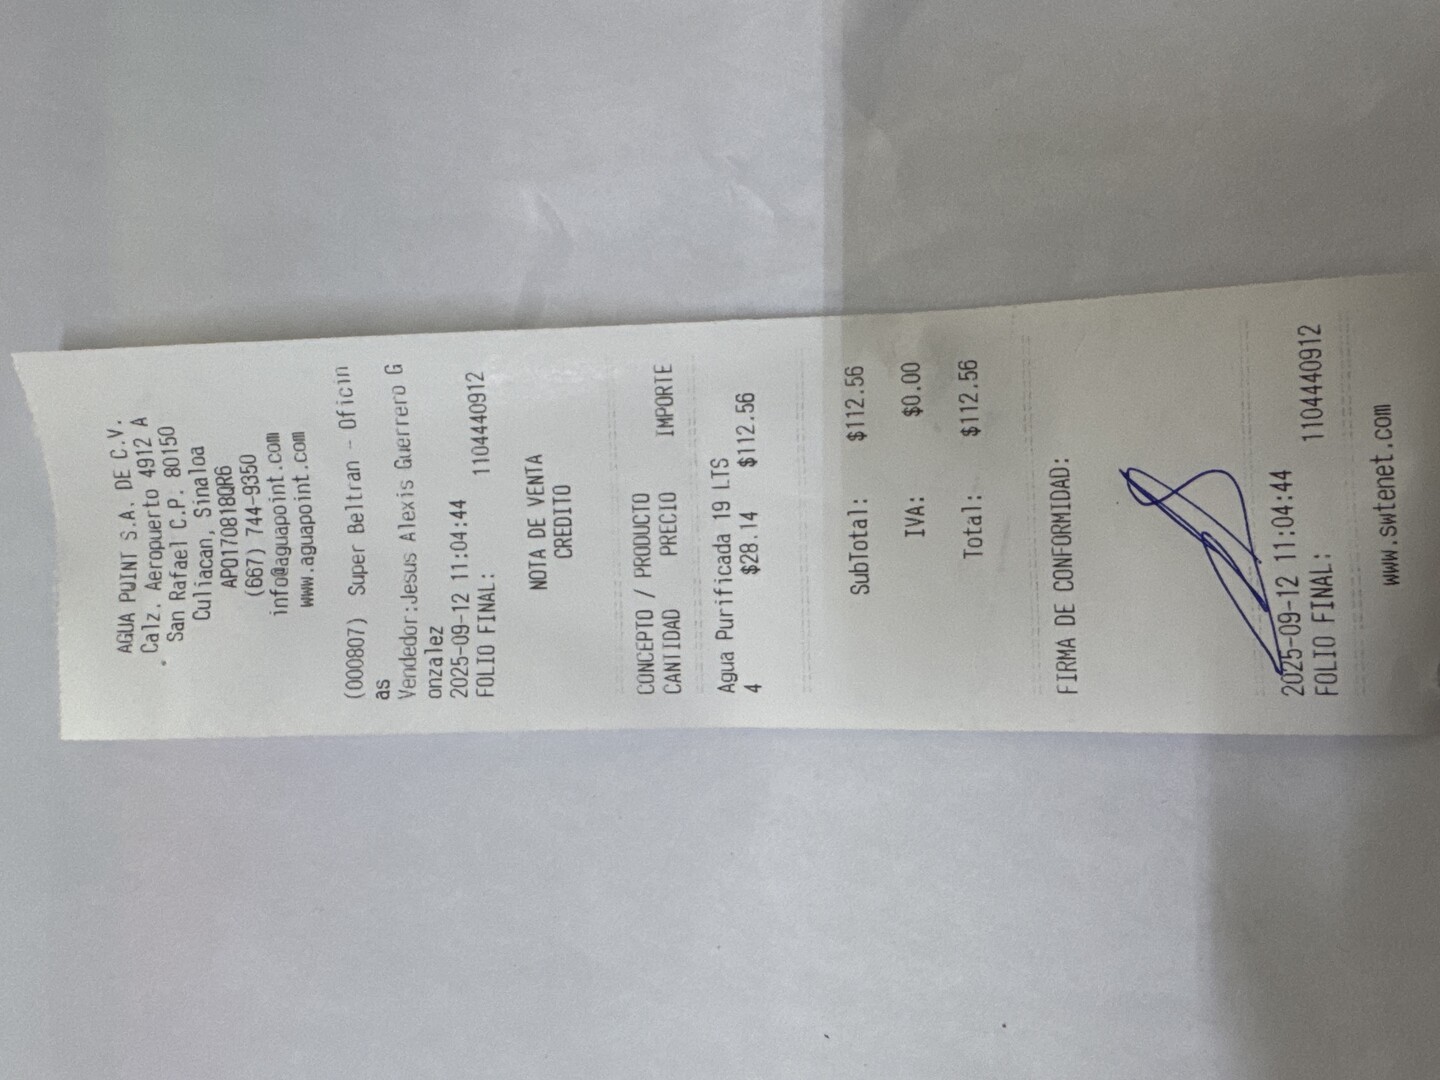 AGUA POINT S.A. DE C.V.
Calz. Aeropuerto 4912 A
San Rafael C.P. 80150
Culiacan, Sinaloa
APO170818QR6
(667) 744-9350
info@aguapoint.com
www.aguapoint.com
(000807) Super Beltran - Oficin
as
Vendedor:Jesus Alexis Guerrero G
onzalez
2025-09-12 11:04:44
FOLIO FINAL: 1104440912
NOTA DE VENTA
CREDITO
CONCEPTO / PRODUCTO
CANTIDAD PRECIO IMPORTE
Agua Purificada 19 LTS
4 $28.14 $112.56
SubTotal: $112.56
IVA: $0.00
Total: $112.56
FIRMA DE CONFORMIDAD:
2025-09-12 11:04:44
FOLIO FINAL: 1104440912
www.swtenet.com